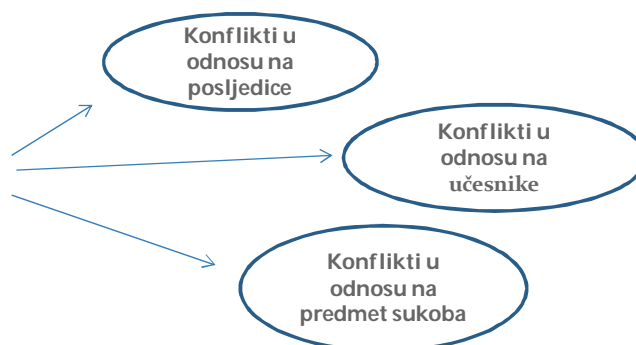 Konflikti u
odnosu na
posljedice
Konflikti u
odnosu na
učesnike
Konflikti u
odnosu na
predmet sukoba